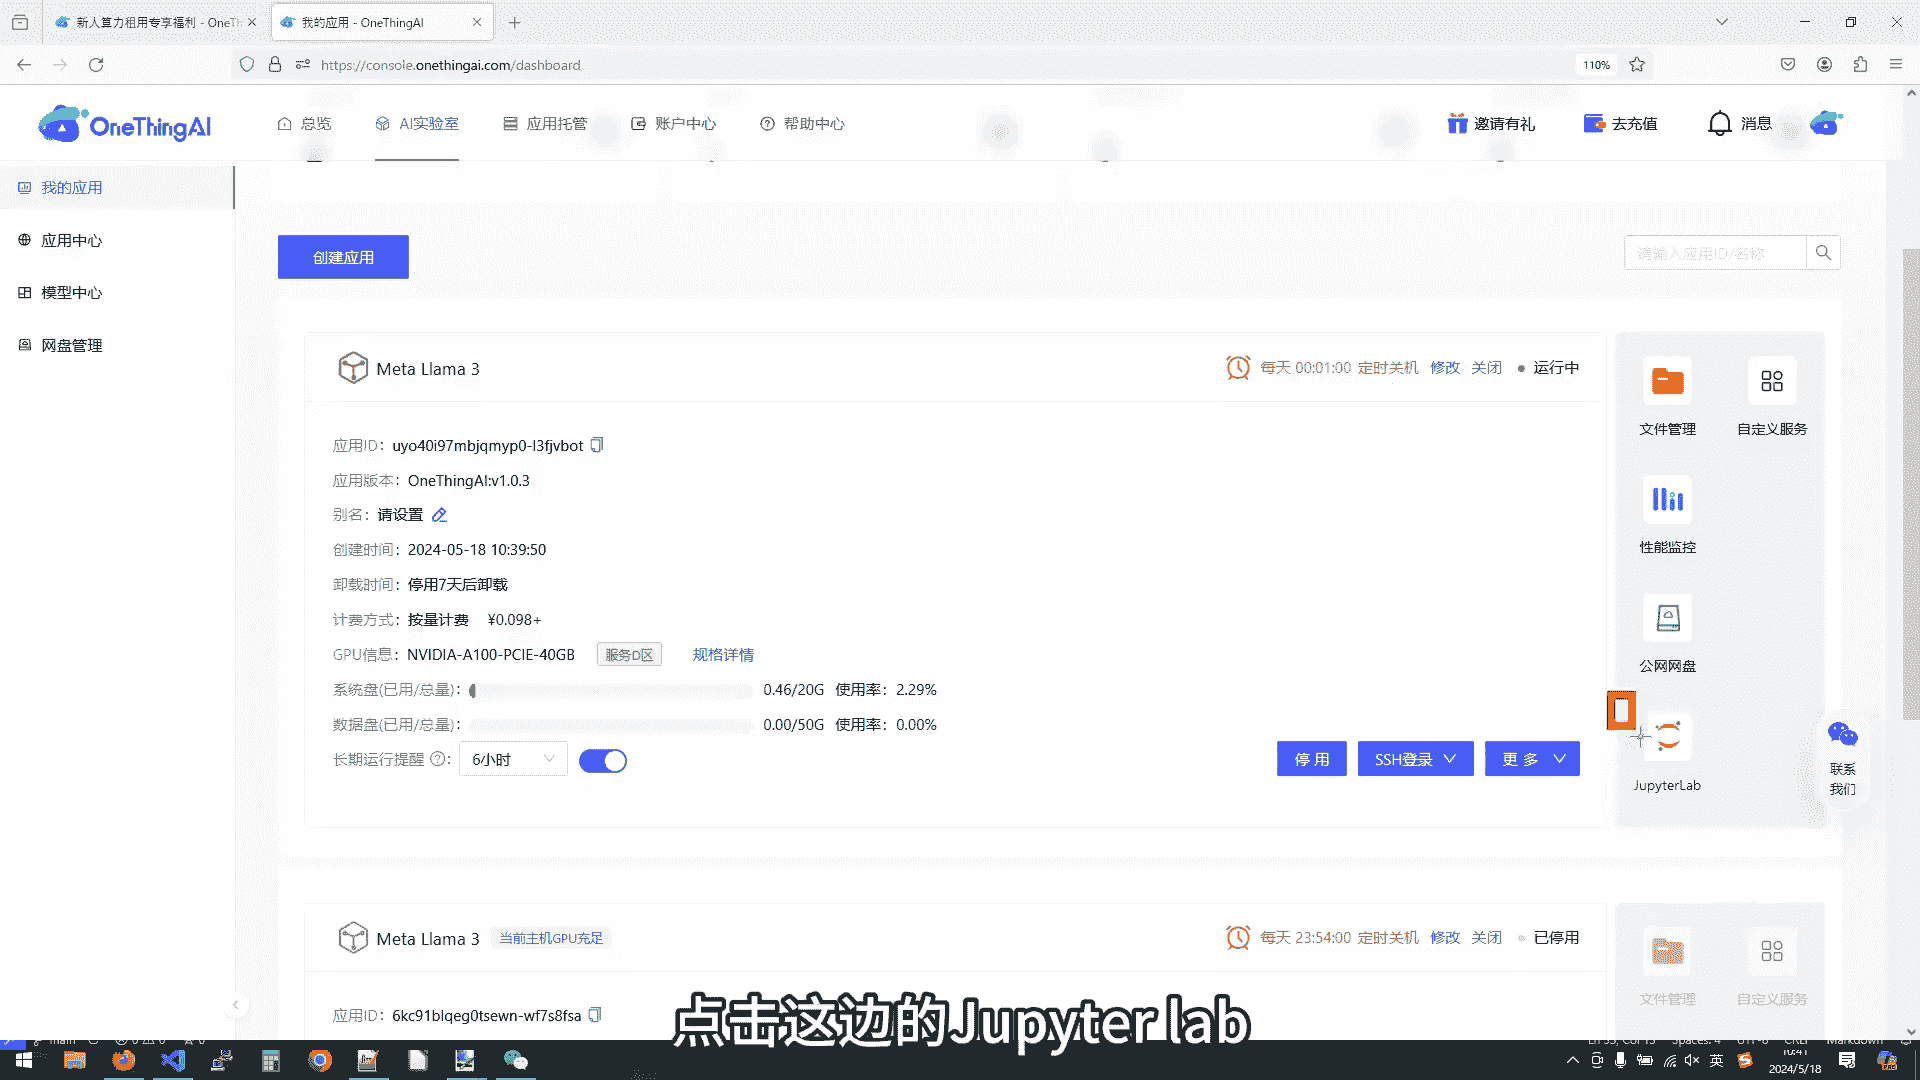 新人算力租用专享福利 - OneTh
我的应用 - OneThingAI
https://console.onethingai.com/dashboard
110%
OneThingAI
总览
AI实验室
应用托管
账户中心
帮助中心
邀请有礼
去充值
消息
我的应用
应用中心
模型中心
网盘管理
创建应用
请输入应用ID/名称
Meta Llama 3
每天 00:01:00 定时关机 修改 关闭 运行中
应用ID: uyo40i97mbjqmyp0-l3fjvbot
应用版本: OneThingAI:v1.0.3
别名: 请设置
创建时间: 2024-05-18 10:39:50
卸载时间: 停用7天后卸载
计费方式: 按量计费 ¥0.098+
GPU信息: NVIDIA-A100-PCIE-40GB 服务D区 规格详情
系统盘(已用/总量): 0.46/20G 使用率: 2.29%
数据盘(已用/总量): 0.00/50G 使用率: 0.00%
长期运行提醒 ? : 6小时
停用 SSH登录 更多
文件管理
自定义服务
性能监控
公网网盘
JupyterLab
联系
我们
Meta Llama 3 当前主机GPU充足
每天 23:54:00 定时关机 修改 关闭 已停用
应用ID: 6kc91blqeg0tsewn-wf7s8fsa
文件管理
自定义服务
点击这边的Jupyter lab
英
10:41
2024/5/18